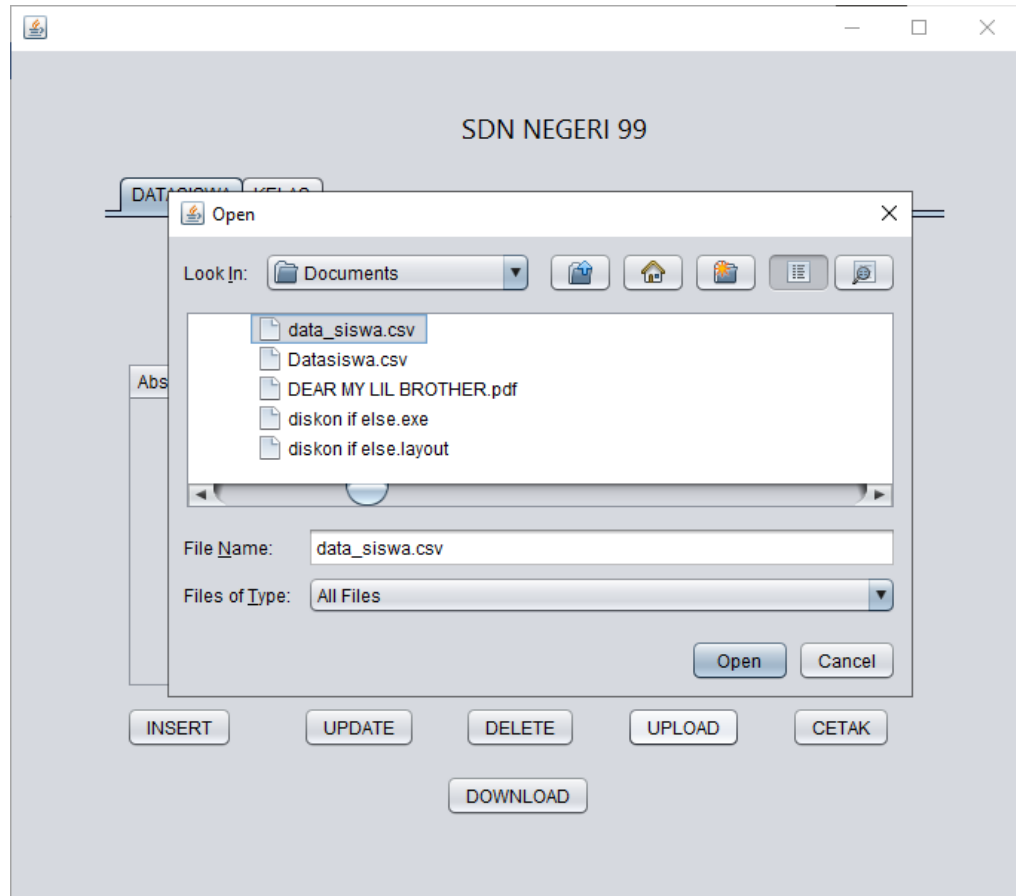 SDN NEGERI 99
Open
Look In: Documents
data_siswa.csv
Datasiswa.csv
DEAR MY LIL BROTHER.pdf
diskon if else.exe
diskon if else.layout
Abs
File Name: data_siswa.csv
Files of Type: All Files
Open Cancel
INSERT UPDATE DELETE UPLOAD CETAK
DOWNLOAD